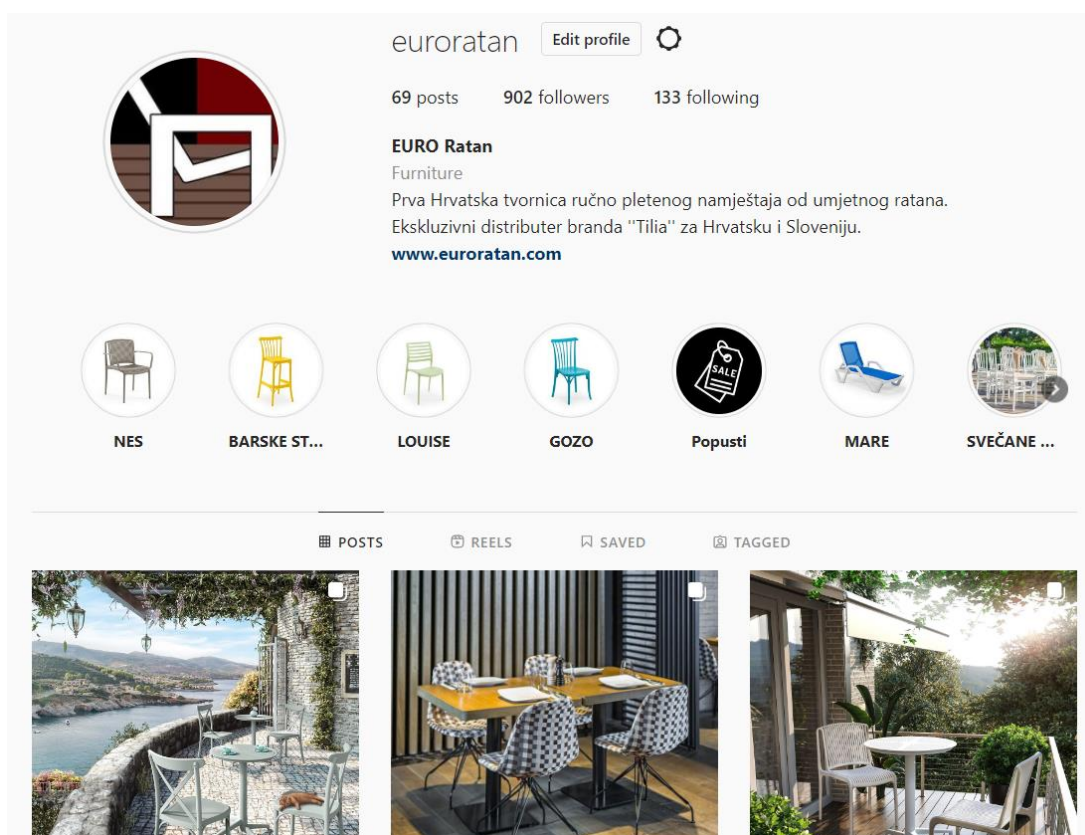 euroratan Edit profile
69 posts 902 followers 133 following
EURO Ratan
Furniture
Prva Hrvatska tvornica ručno pletenog namještaja od umjetnog ratana.
Ekskluzivni distributer branda "Tilia" za Hrvatsku i Sloveniju.
www.euroratan.com
SALE
NES BARSKE ST... LOUISE GOZO Popusti MARE SVEČANE ...
POSTS REELS SAVED TAGGED